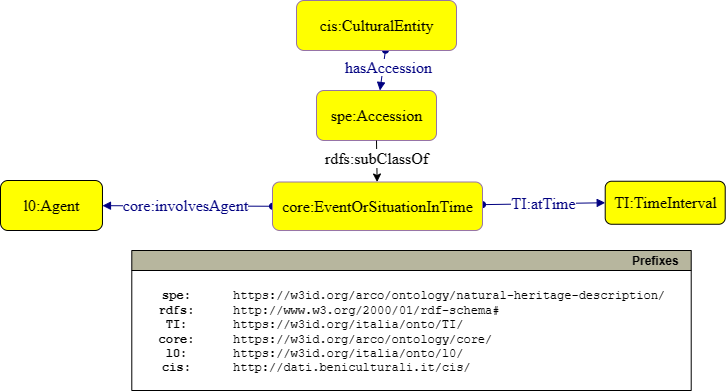 cis:CulturalEntity
hasAccession
spe:Accession
rdfs:subClassOf
l0:Agent
core:involvesAgent
core:EventOrSituationInTime
TI:atTime
TI:TimeInterval
Prefixes
spe: https://w3id.org/arco/ontology/natural-heritage-description/
rdfs: http://www.w3.org/2000/01/rdf-schema#
TI: https://w3id.org/italia/onto/TI/
core: https://w3id.org/arco/ontology/core/
l0: https://w3id.org/italia/onto/l0/
cis: http://dati.beniculturali.it/cis/